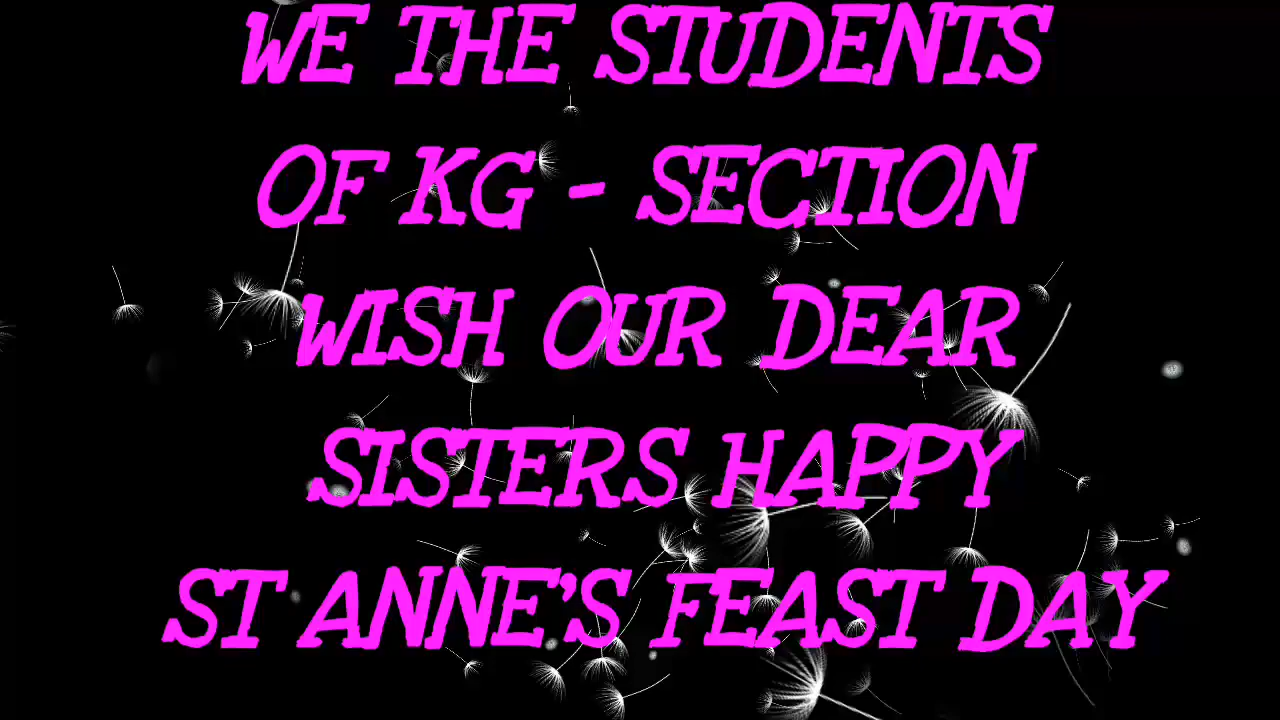 WE THE STUDENTS
OF KG - SECTION
WISH OUR DEAR
SISTERS HAPPY
ST ANNE'S FEAST DAY